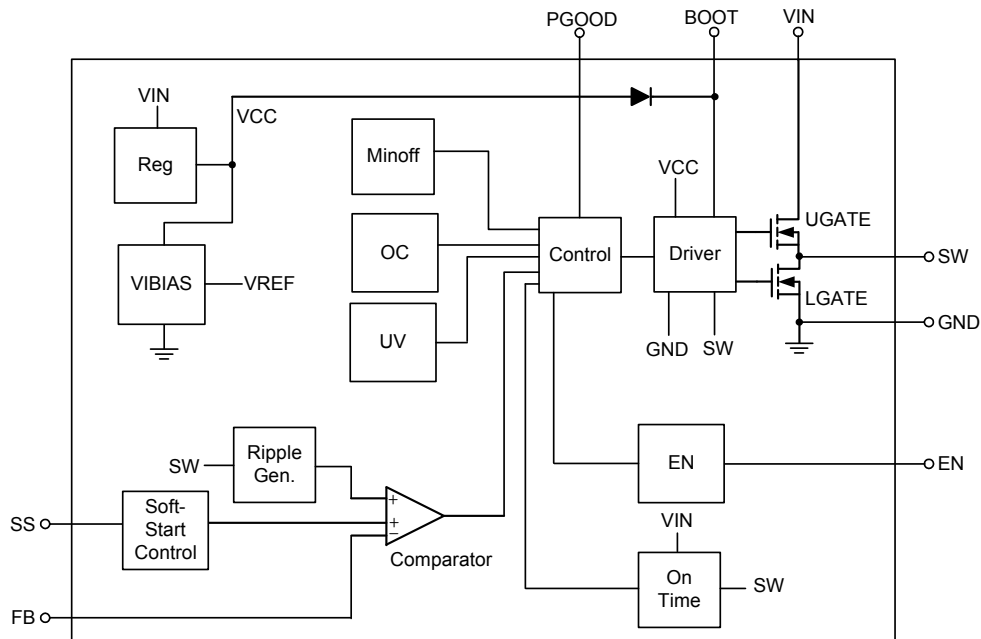 PGOOD
BOOT
VIN
VIN
VCC
Reg
Minoff
VCC
UGATE
OC
Control
Driver
SW
VIBIAS
VREF
LGATE
GND
UV
GND
SW
Ripple
Gen.
SW
EN
EN
+
SS
Soft-
Start
Control
+
−
VIN
Comparator
On
Time
SW
FB